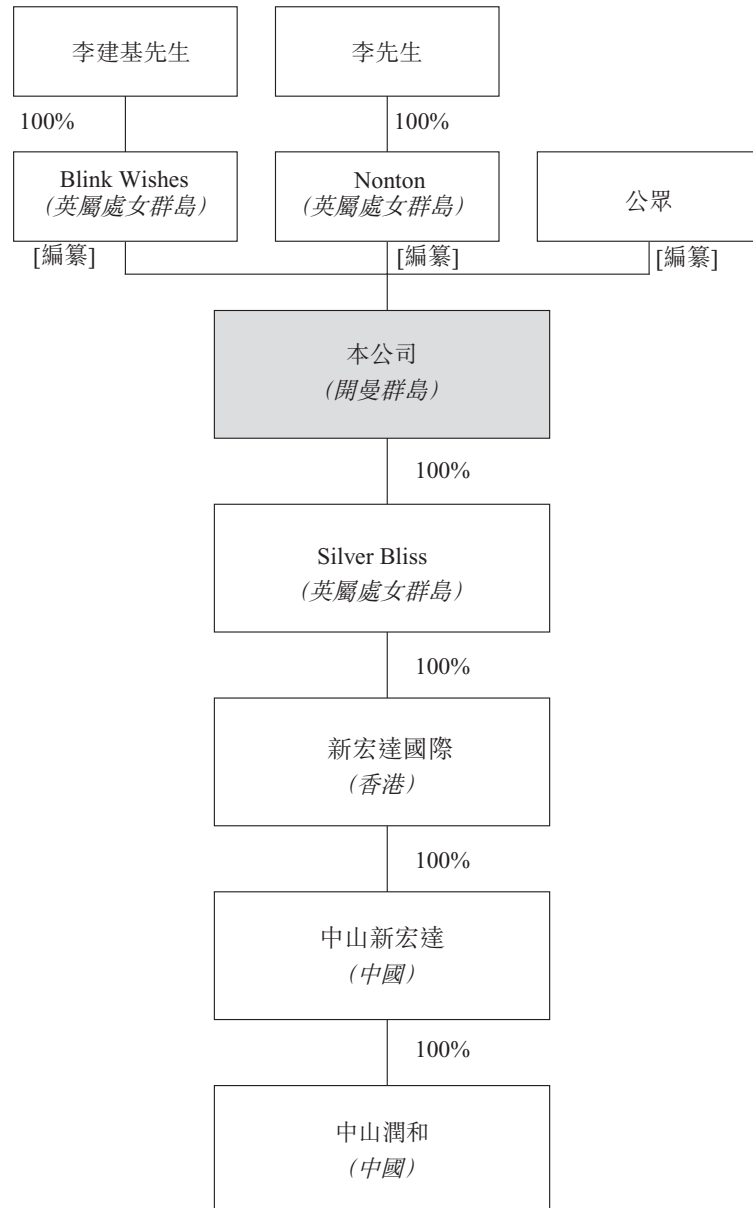 李建基先生
李先生
100%
100%
Blink Wishes
(英屬處女群島)
Nonton
(英屬處女群島)
公眾
[編纂]
[編纂]
[編纂]
本公司
(開曼群島)
100%
Silver Bliss
(英屬處女群島)
100%
新宏達國際
(香港)
100%
中山新宏達
(中國)
100%
中山潤和
(中國)